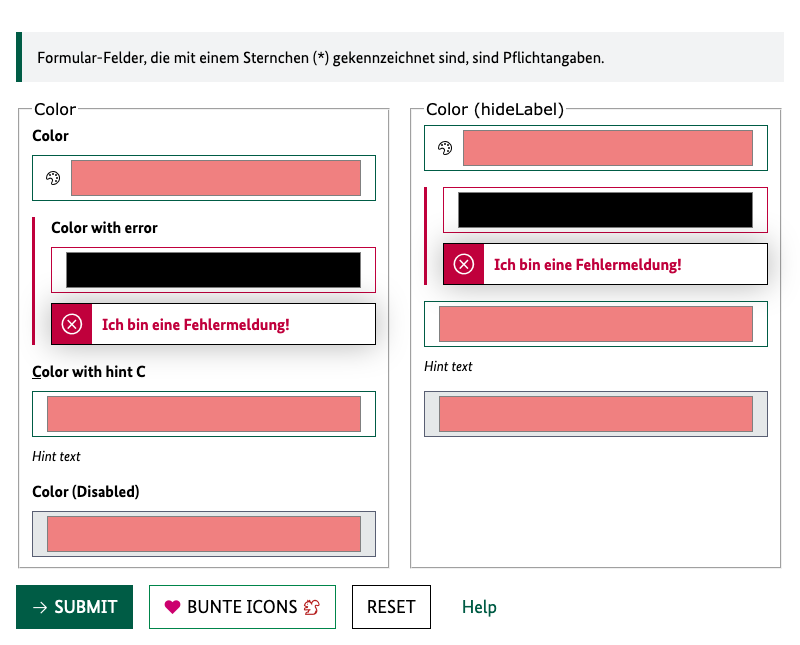 Formular-Felder, die mit einem Sternchen (*) gekennzeichnet sind, sind Pflichtangaben.
Color
Color
Color with error
Ich bin eine Fehlermeldung!
Color with hint C
Hint text
Color (Disabled)
Color (hideLabel)
Ich bin eine Fehlermeldung!
Hint text
SUBMIT
BUNTE ICONS
RESET
Help